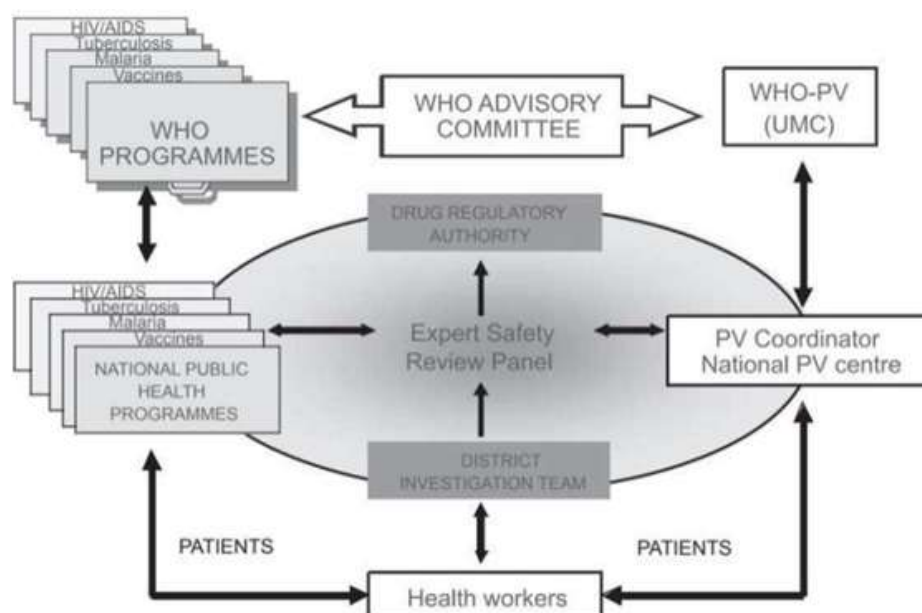 HIV/AIDS
Tuberculosis
Malaria
Vaccines
WHO
PROGRAMMES
WHO ADVISORY
COMMITTEE
WHO-PV
(UMC)
DRUG REGULATORY
AUTHORITY
HIV/AIDS
Tuberculosis
Malaria
Vaccines
NATIONAL PUBLIC
HEALTH
PROGRAMMES
Expert Safety
Review Panel
PV Coordinator
National PV centre
DISTRICT
INVESTIGATION TEAM
PATIENTS
PATIENTS
Health workers